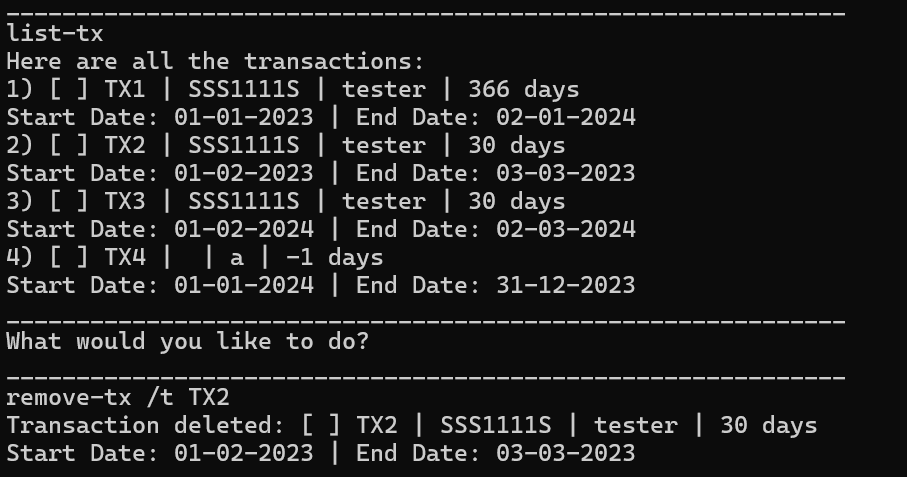 ____________________________________________________________
list-tx
Here are all the transactions:
1) [ ] TX1 | SSS1111S | tester | 366 days
Start Date: 01-01-2023 | End Date: 02-01-2024
2) [ ] TX2 | SSS1111S | tester | 30 days
Start Date: 01-02-2023 | End Date: 03-03-2023
3) [ ] TX3 | SSS1111S | tester | 30 days
Start Date: 01-02-2024 | End Date: 02-03-2024
4) [ ] TX4 |  | a | -1 days
Start Date: 01-01-2024 | End Date: 31-12-2023
____________________________________________________________
What would you like to do?
____________________________________________________________
remove-tx /t TX2
Transaction deleted: [ ] TX2 | SSS1111S | tester | 30 days
Start Date: 01-02-2023 | End Date: 03-03-2023